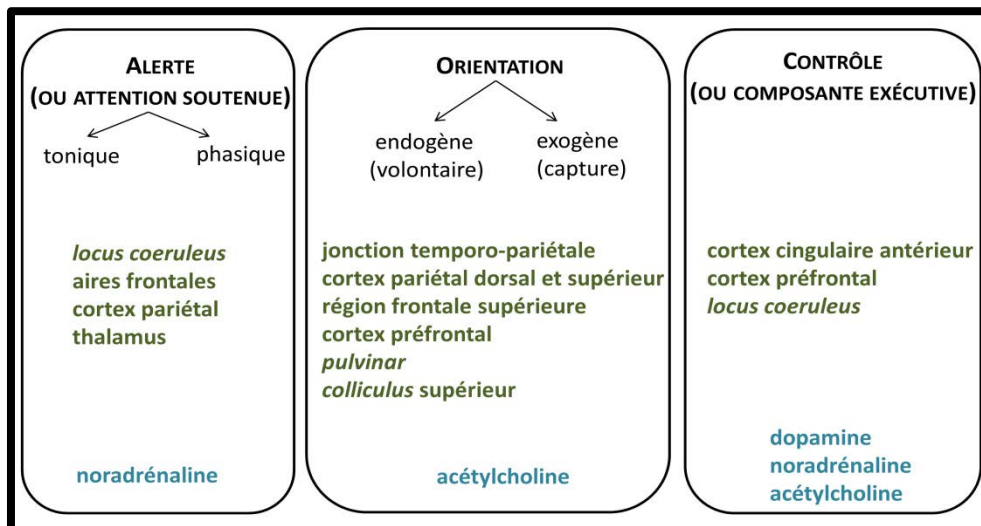 ALERTE
(OU ATTENTION SOUTENUE)
tonique
phasique
locus coeruleus
aires frontales
cortex pariétal
thalamus
noradrénaline
ORIENTATION
endogène
(volontaire)
exogène
(capture)
jonction temporo-pariétale
cortex pariétal dorsal et supérieur
région frontale supérieure
cortex préfrontal
pulvinar
colliculus supérieur
acétylcholine
CONTRÔLE
(OU COMPOSANTE EXÉCUTIVE)
cortex cingulaire antérieur
cortex préfrontal
locus coeruleus
dopamine
noradrénaline
acétylcholine